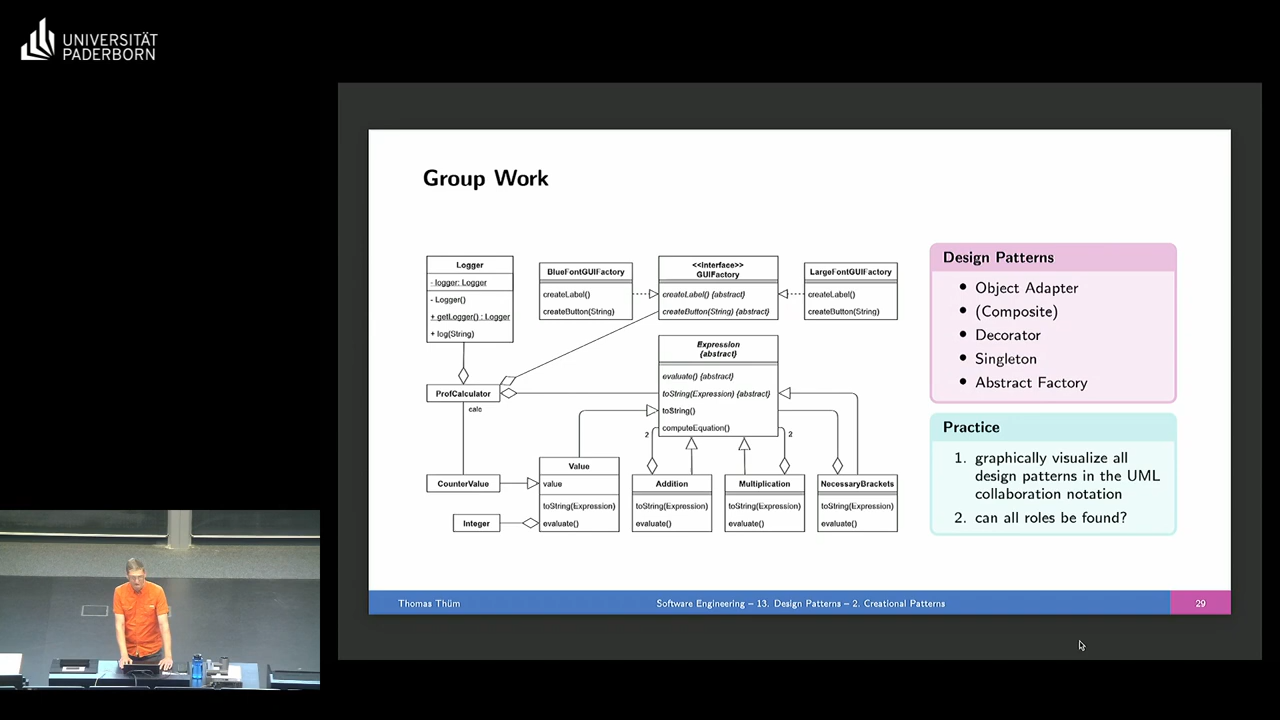 UNIVERSITÄT
PADERBORN
Group Work
Logger
- logger: Logger
- Logger()
+ getLogger() : Logger
+ log(String)
BlueFontGUIFactory
createLabel()
createButton(String)
<<interface>>
GUIFactory
createLabel() {abstract}
createButton(String) {abstract}
LargeFontGUIFactory
createLabel()
createButton(String)
ProfCalculator
calc
Expression
{abstract}
evaluate() {abstract}
toString(Expression) {abstract}
toString()
computeEquation()
2
2
CounterValue
Integer
Value
value
toString(Expression)
evaluate()
Addition
toString(Expression)
evaluate()
Multiplication
toString(Expression)
evaluate()
NecessaryBrackets
toString(Expression)
evaluate()
Design Patterns
• Object Adapter
• (Composite)
• Decorator
• Singleton
• Abstract Factory
Practice
1. graphically visualize all
design patterns in the UML
collaboration notation
2. can all roles be found?
Thomas Thüm
Software Engineering – 13. Design Patterns – 2. Creational Patterns
29